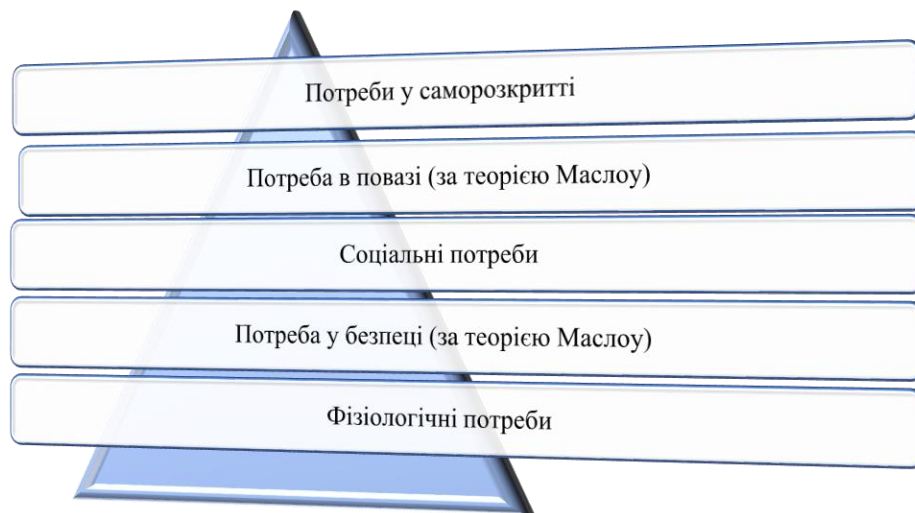 Потреби у саморозкритті
Потреба в повазі (за теорією Маслоу)
Соціальні потреби
Потреба у безпеці (за теорією Маслоу)
Фізіологічні потреби